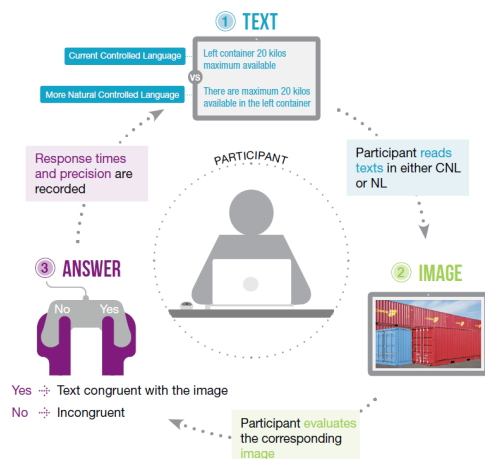 1 TEXT
Current Controlled Language
Left container 20 kilos
maximum available
VS
More Natural Controlled Language
There are maximum 20 kilos
available in the left container
Response times
and precision are
recorded
PARTICIPANT
Participant reads
texts in either CNL
or NL
3 ANSWER
2 IMAGE
No Yes
Yes Text congruent with the image
No Incongruent
Participant evaluates
the corresponding
image